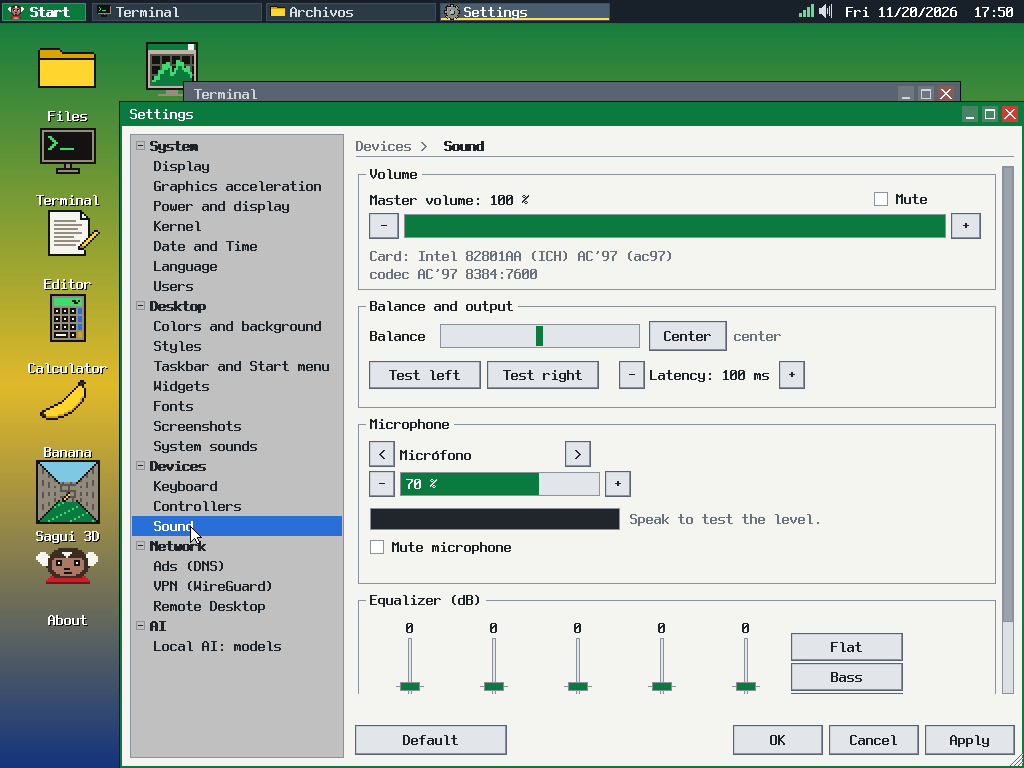 Start
Terminal
Archivos
Settings
Fri 11/20/2026 17:50
Files
Terminal
Editor
Calculator
Banana
Sagui 3D
About
Terminal
Settings
System
Display
Graphics acceleration
Power and display
Kernel
Date and Time
Language
Users
Desktop
Colors and background
Styles
Taskbar and Start menu
Widgets
Fonts
Screenshots
System sounds
Devices
Keyboard
Controllers
Sound
Network
Ads (DNS)
VPN (WireGuard)
Remote Desktop
AI
Local AI: models
Devices > Sound
Volume
Master volume: 100 %
Mute
- +
Card: Intel 82801AA (ICH) AC'97 (ac97)
codec AC'97 8384:7600
Balance and output
Balance
Center
center
Test left
Test right
- Latency: 100 ms +
Microphone
< Micrófono >
- 70 % +
Speak to test the level.
Mute microphone
Equalizer (dB)
0 0 0 0 0
Flat
Bass
Default
OK
Cancel
Apply